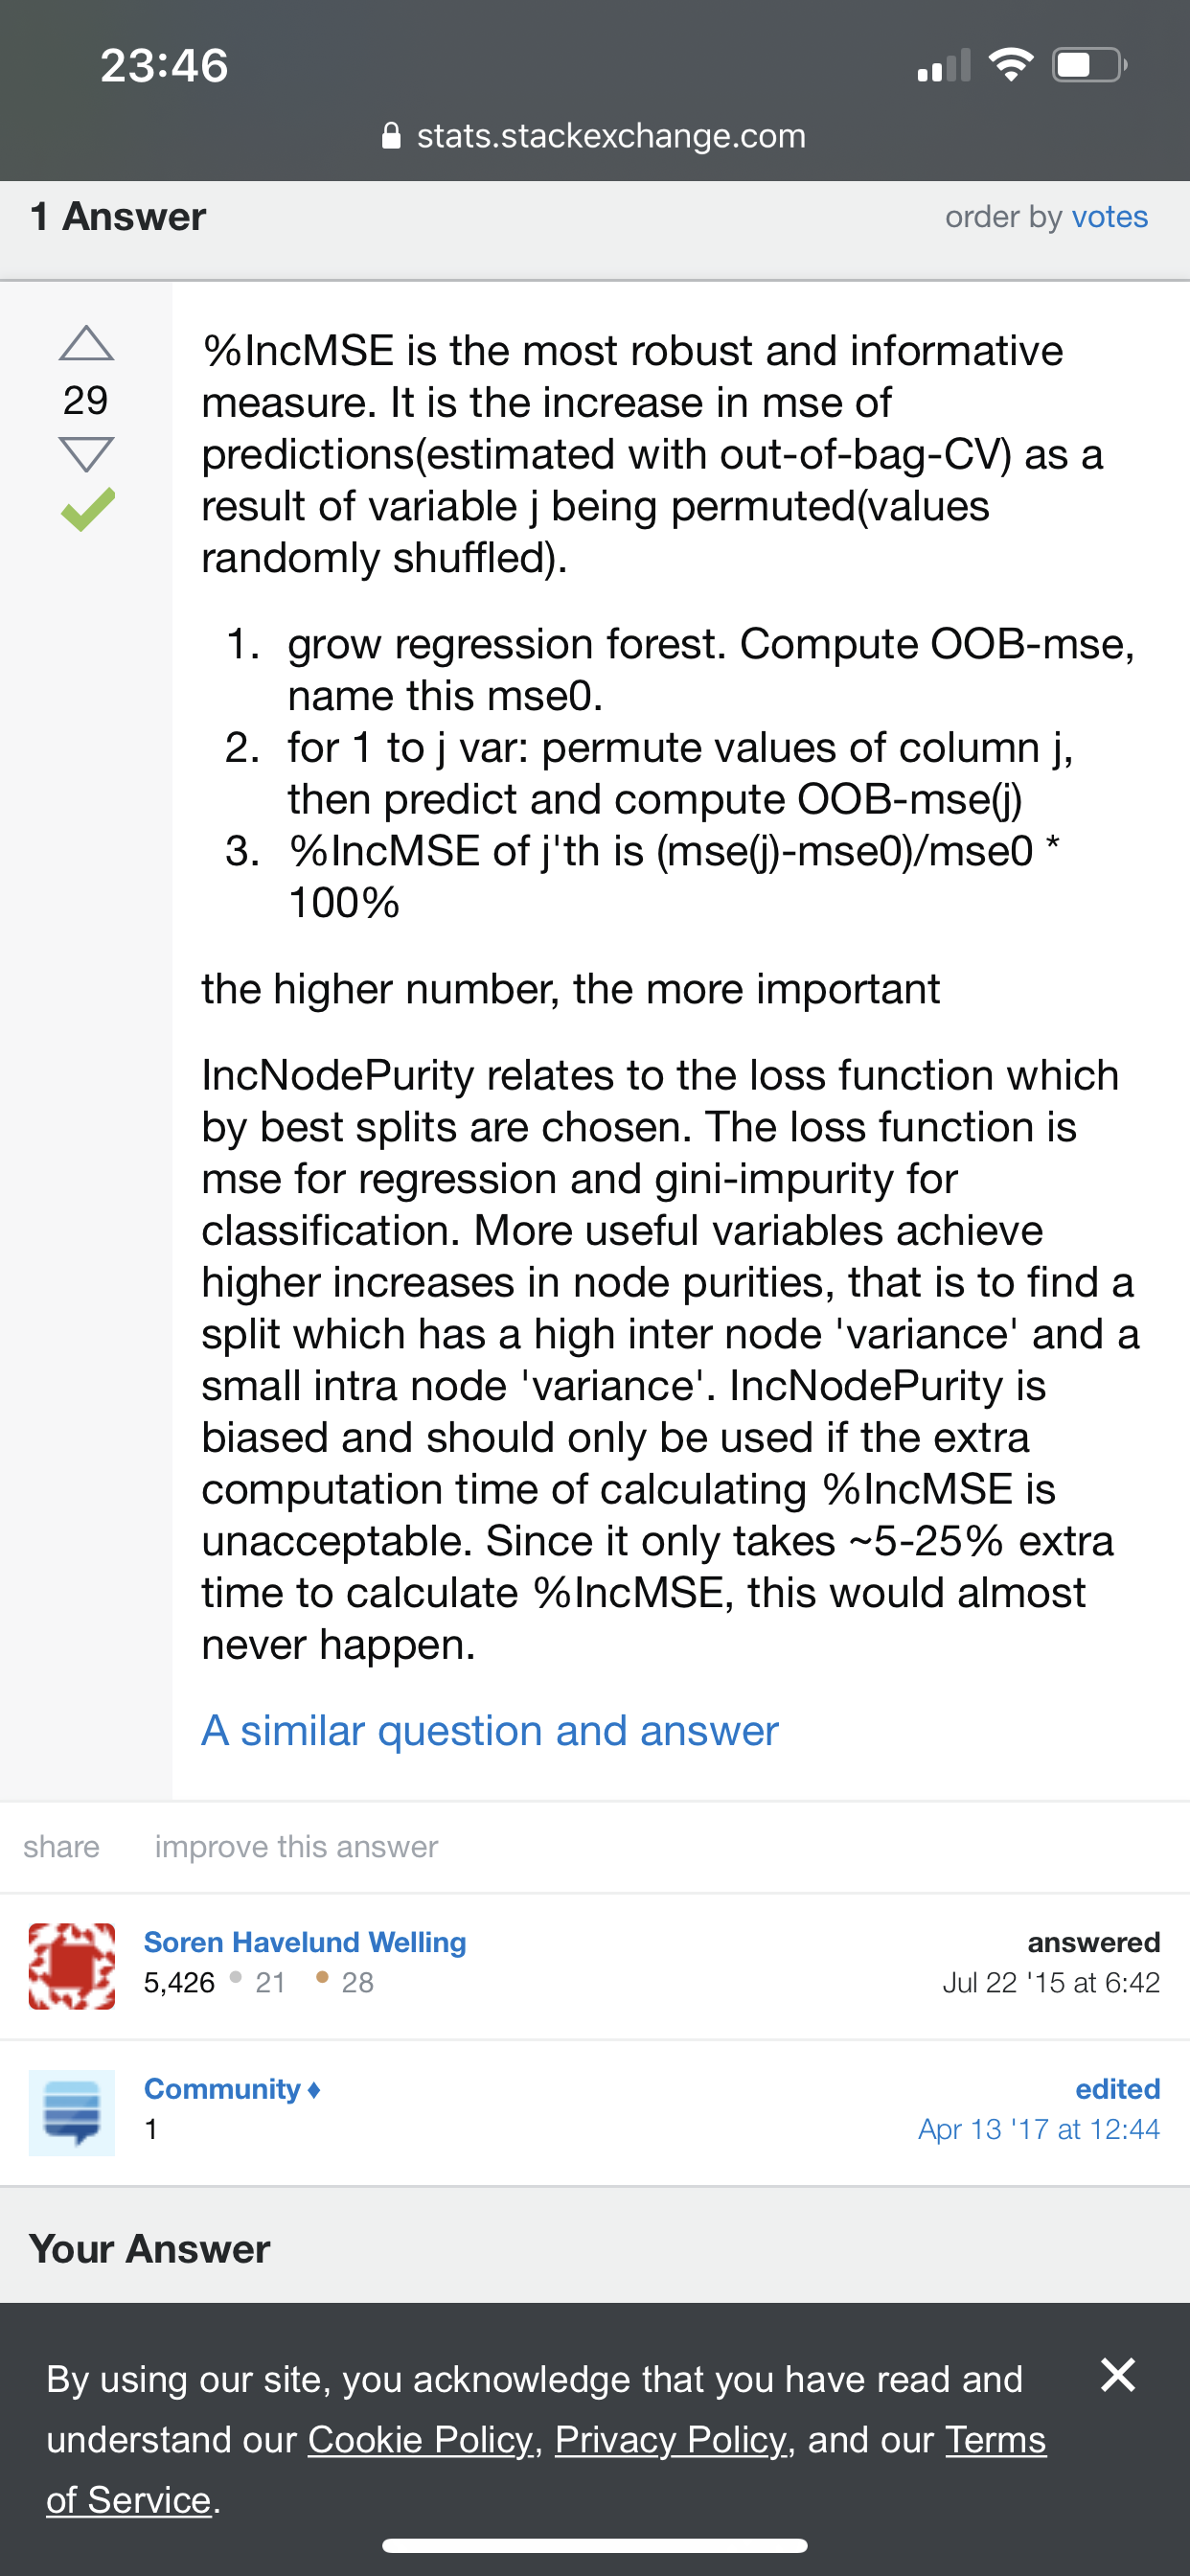 23:46
stats.stackexchange.com
1 Answer
order by votes
29
%IncMSE is the most robust and informative
measure. It is the increase in mse of
predictions(estimated with out-of-bag-CV) as a
result of variable j being permuted(values
randomly shuffled).
1. grow regression forest. Compute OOB-mse,
name this mse0.
2. for 1 to j var: permute values of column j,
then predict and compute OOB-mse(j)
3. %IncMSE of j'th is (mse(j)-mse0)/mse0 *
100%
the higher number, the more important
IncNodePurity relates to the loss function which
by best splits are chosen. The loss function is
mse for regression and gini-impurity for
classification. More useful variables achieve
higher increases in node purities, that is to find a
split which has a high inter node 'variance' and a
small intra node 'variance'. IncNodePurity is
biased and should only be used if the extra
computation time of calculating %IncMSE is
unacceptable. Since it only takes ~5-25% extra
time to calculate %IncMSE, this would almost
never happen.
A similar question and answer
share improve this answer
Soren Havelund Welling
5,426 ● 21 ● 28
answered
Jul 22 '15 at 6:42
Community ♦
1
edited
Apr 13 '17 at 12:44
Your Answer
By using our site, you acknowledge that you have read and
understand our Cookie Policy, Privacy Policy, and our Terms
of Service.